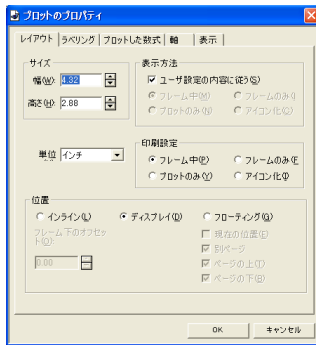 プロットのプロパティ
レイアウト ラベリング プロットした数式 軸 表示
サイズ
幅(W): 4.32
高さ(H): 2.88
単位 インチ
表示方法
ユーザ設定の内容に従う(S)
フレーム中(M) フレームのみ(
プロットのみ(N) アイコン化(C)
印刷設定
フレーム中(P) フレームのみ(F
プロットのみ(Y) アイコン化(I)
位置
インライン(L) ディスプレイ(D) フローティング(G)
フレーム下のオフセット(O):
0.00
現在の位置(E)
別ページ
ページの上(T)
ページの下(B)
OK キャンセル